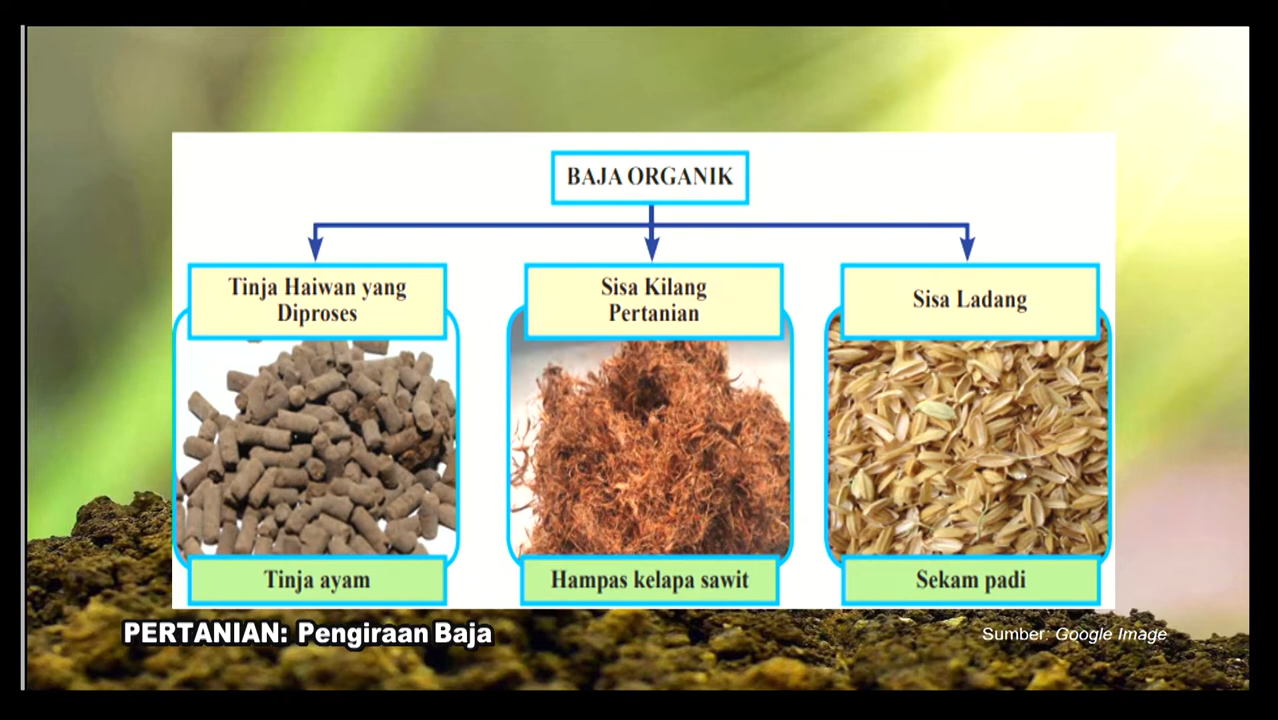 BAJA ORGANIK
Tinja Haiwan yang
Diproses
Sisa Kilang
Pertanian
Sisa Ladang
Tinja ayam
Hampas kelapa sawit
Sekam padi
PERTANIAN: Pengiraan Baja
Sumber: Google Image